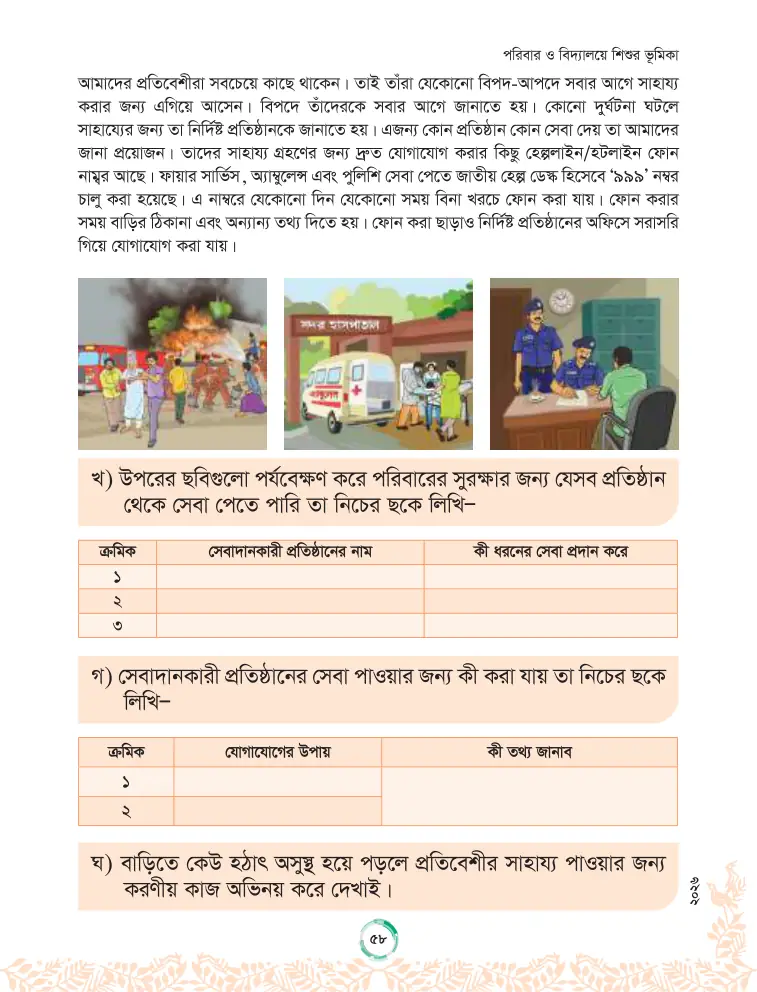 পরিবার ও বিদ্যালয়ে শিশুর ভূমিকা
আমাদের প্রতিবেশীরা সবচেয়ে কাছে থাকেন। তাই তাঁরা যেকোনো বিপদ-আপদে সবার আগে সাহায্য
করার জন্য এগিয়ে আসেন। বিপদে তাঁদেরকে সবার আগে জানাতে হয়। কোনো দুর্ঘটনা ঘটলে
সাহায্যের জন্য তা নির্দিষ্ট প্রতিষ্ঠানকে জানাতে হয়। এজন্য কোন প্রতিষ্ঠান কোন সেবা দেয় তা আমাদের
জানা প্রয়োজন। তাদের সাহায্য গ্রহণের জন্য দ্রুত যোগাযোগ করার কিছু হেল্পলাইন/হটলাইন ফোন
নাম্বর আছে। ফায়ার সার্ভিস, অ্যাম্বুলেন্স এবং পুলিশি সেবা পেতে জাতীয় হেল্প ডেস্ক হিসেবে ‘৯৯৯’ নম্বর
চালু করা হয়েছে। এ নাম্বরে যেকোনো দিন যেকোনো সময় বিনা খরচে ফোন করা যায়। ফোন করার
সময় বাড়ির ঠিকানা এবং অন্যান্য তথ্য দিতে হয়। ফোন করা ছাড়াও নির্দিষ্ট প্রতিষ্ঠানের অফিসে সরাসরি
গিয়ে যোগাযোগ করা যায়।
সদর হাসপাতাল
খ) উপরের ছবিগুলো পর্যবেক্ষণ করে পরিবারের সুরক্ষার জন্য যেসব প্রতিষ্ঠান
থেকে সেবা পেতে পারি তা নিচের ছকে লিখি–
ক্রমিক সেবাদানকারী প্রতিষ্ঠানের নাম কী ধরনের সেবা প্রদান করে
১
২
৩
গ) সেবাদানকারী প্রতিষ্ঠানের সেবা পাওয়ার জন্য কী করা যায় তা নিচের ছকে
লিখি–
ক্রমিক যোগাযোগের উপায় কী তথ্য জানাব
১
২
ঘ) বাড়িতে কেউ হঠাৎ অসুস্থ হয়ে পড়লে প্রতিবেশীর সাহায্য পাওয়ার জন্য
করণীয় কাজ অভিনয় করে দেখাই।
২০২৬
৫৮